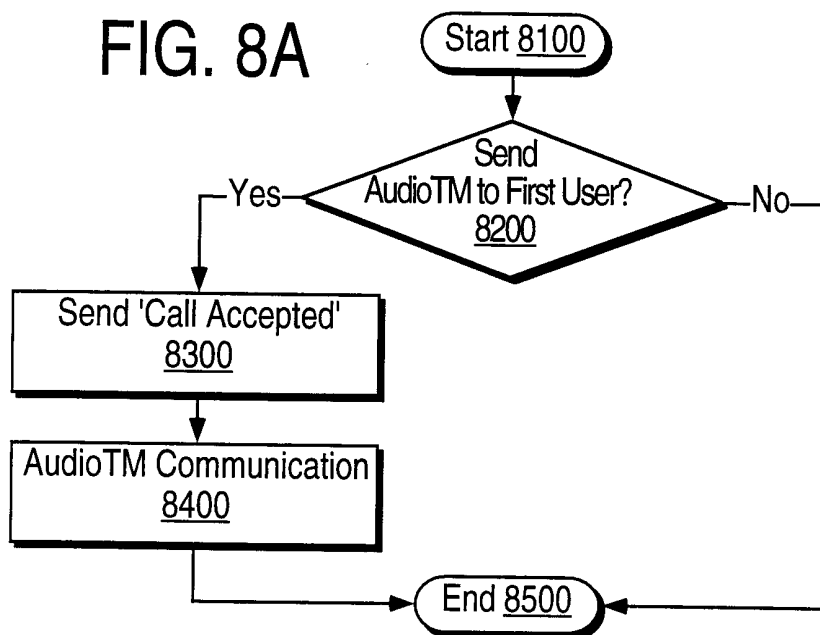 FIG. 8A
Start 8100
Send
AudioTM to First User?
8200
Yes
No
Send 'Call Accepted'
8300
AudioTM Communication
8400
End 8500